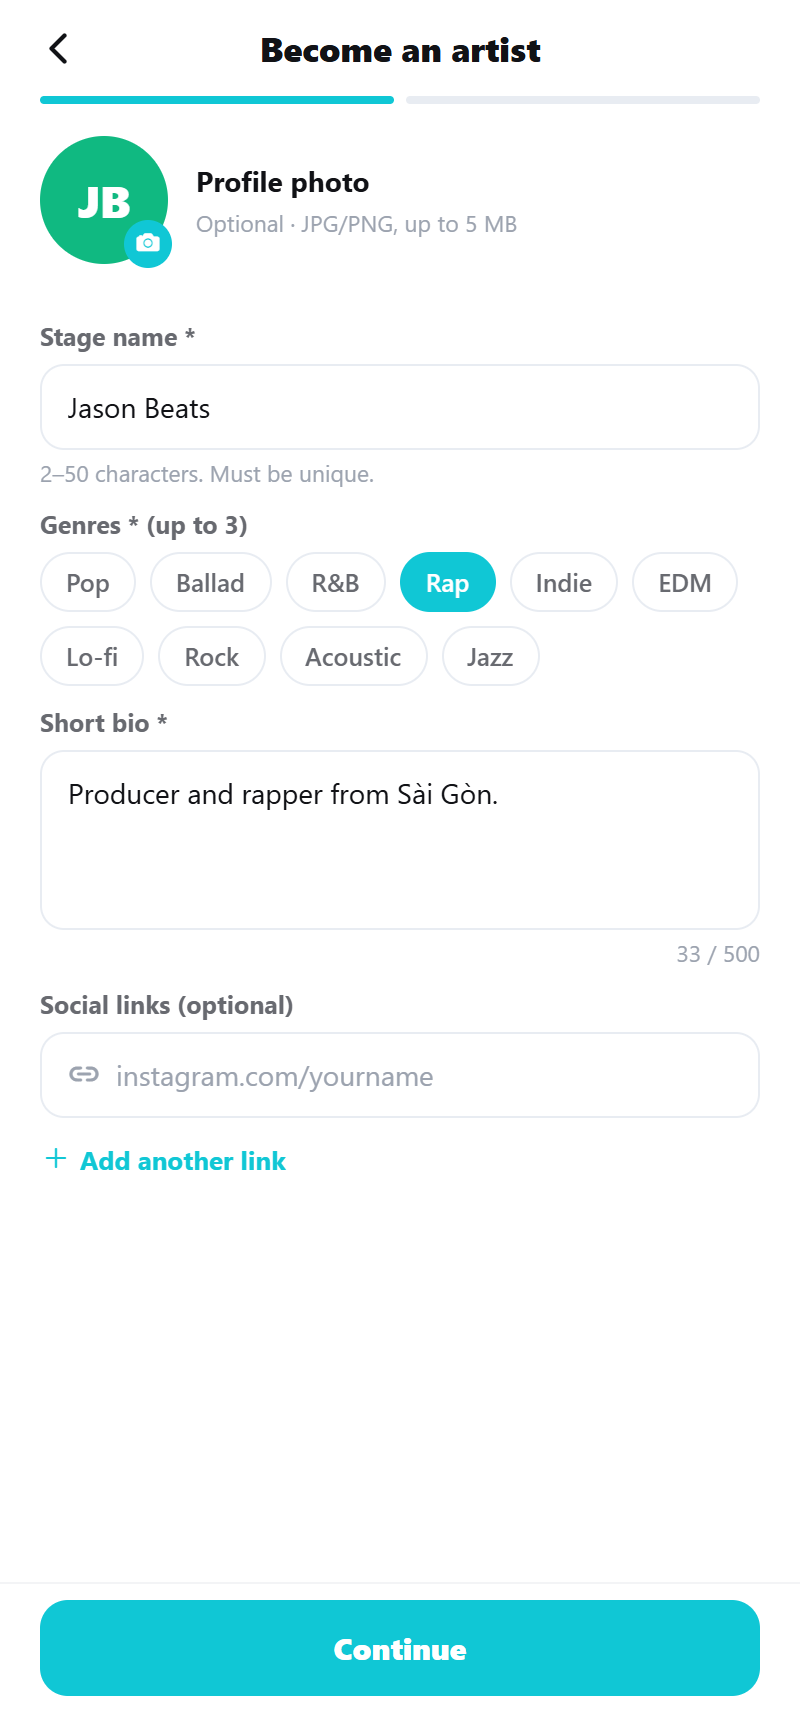 Become an artist
JB
Profile photo
Optional · JPG/PNG, up to 5 MB
Stage name *
Jason Beats
2–50 characters. Must be unique.
Genres * (up to 3)
Pop Ballad R&B Rap Indie EDM
Lo-fi Rock Acoustic Jazz
Short bio *
Producer and rapper from Sài Gòn.
33 / 500
Social links (optional)
instagram.com/yourname
+ Add another link
Continue